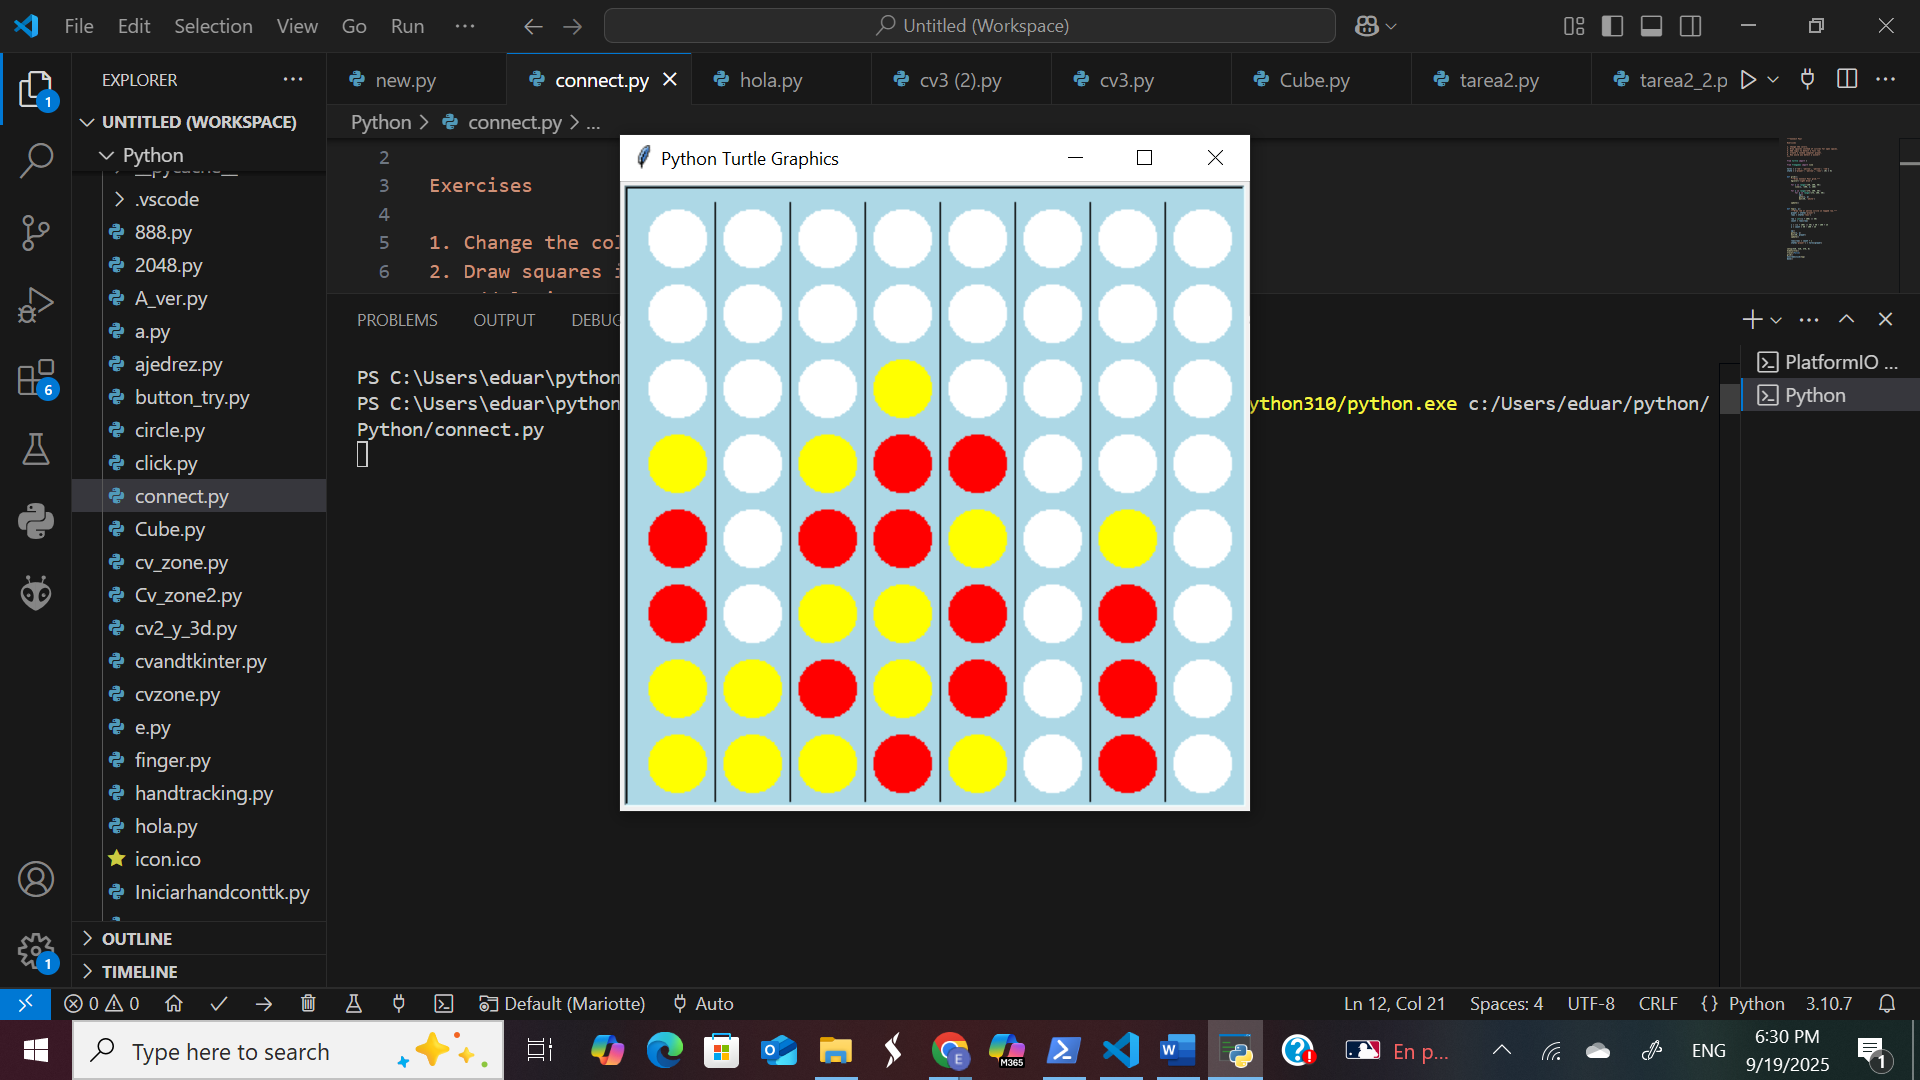 File Edit Selection View Go Run ...
Untitled (Workspace)
EXPLORER
new.py connect.py hola.py cv3 (2).py cv3.py Cube.py tarea2.py tarea2_2.p
UNTITLED (WORKSPACE)
Python > connect.py > ...
Python
__pycache__
.vscode
888.py
2048.py
A_ver.py
a.py
ajedrez.py
button_try.py
circle.py
click.py
connect.py
Cube.py
cv_zone.py
Cv_zone2.py
cv2_y_3d.py
cvandtkinter.py
cvzone.py
e.py
finger.py
handtracking.py
hola.py
icon.ico
Iniciarhandconttk.py
OUTLINE
TIMELINE
1
6
1
2
3 Exercises
4
5 1. Change the col
6 2. Draw squares i
Python Turtle Graphics
PROBLEMS OUTPUT DEBUG
PS C:\Users\eduar\python
PS C:\Users\eduar\python ython310/python.exe c:/Users/eduar/python/
Python/connect.py
PlatformIO ...
Python
0 0 Default (Mariotte) Auto
Ln 12, Col 21 Spaces: 4 UTF-8 CRLF {} Python 3.10.7
Type here to search
M365
E
W
En p...
ENG
6:30 PM
9/19/2025
1